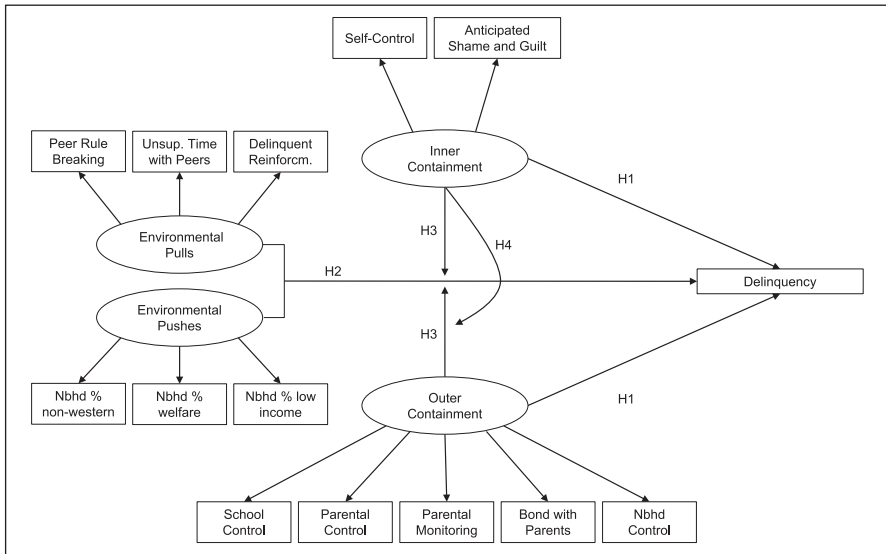 Self-Control
Anticipated
Shame and Guilt
Peer Rule
Breaking
Unsup. Time
with Peers
Delinquent
Reinforcm.
Inner
Containment
H1
Environmental
Pulls
H3
H4
H2
Delinquency
Environmental
Pushes
H3
Nbhd %
non-western
Nbhd %
welfare
Nbhd % low
income
Outer
Containment
H1
School
Control
Parental
Control
Parental
Monitoring
Bond with
Parents
Nbhd
Control